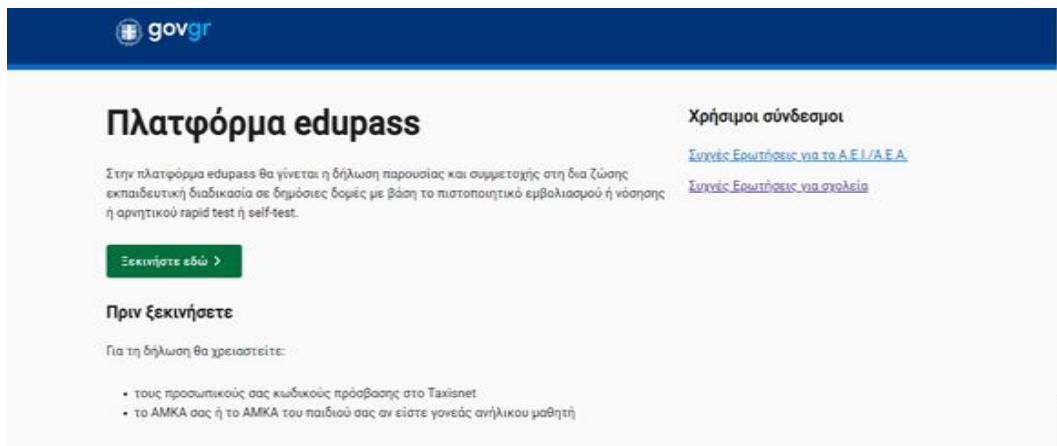 govgr
Πλατφόρμα edupass
Στην πλατφόρμα edupass θα γίνεται η δήλωση παρουσίας και συμμετοχής στη δια ζώσης
εκπαιδευτική διαδικασία σε δημόσιες δομές με βάση το πιστοποιητικό εμβολιασμού ή νόσησης
ή αρνητικού rapid test ή self-test.
Ξεκινήστε εδώ >
Πριν ξεκινήσετε
Για τη δήλωση θα χρειαστείτε:
• τους προσωπικούς σας κωδικούς πρόσβασης στο Taxisnet
• το ΑΜΚΑ σας ή το ΑΜΚΑ του παιδιού σας αν είστε γονεάς ανήλικου μαθητή
Χρήσιμοι σύνδεσμοι
Συχνές Ερωτήσεις για τα Α.Ε.Ι./Α.Ε.Α.
Συχνές Ερωτήσεις για σχολεία